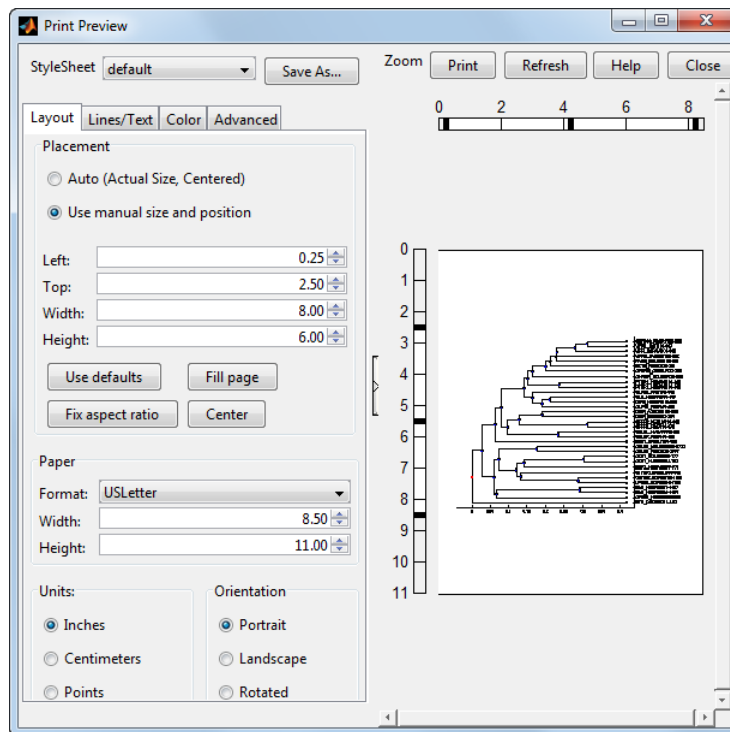 Print Preview
StyleSheet default Save As... Zoom Print Refresh Help Close
Layout Lines/Text Color Advanced
Placement
Auto (Actual Size, Centered)
Use manual size and position
Left: 0.25
Top: 2.50
Width: 8.00
Height: 6.00
Use defaults Fill page
Fix aspect ratio Center
Paper
Format: USLetter
Width: 8.50
Height: 11.00
Units: Orientation
Inches Portrait
Centimeters Landscape
Points Rotated
0 2 4 6 8
0
1
2
3
4
5
6
7
8
9
10
11